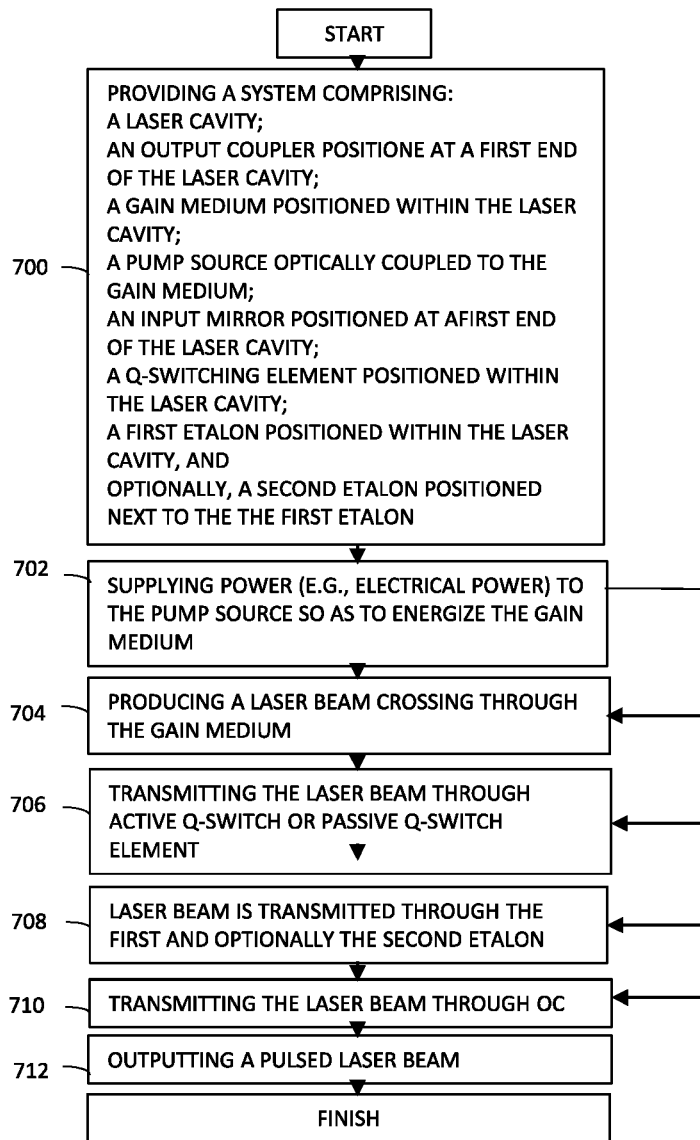 START
PROVIDING A SYSTEM COMPRISING:
A LASER CAVITY;
AN OUTPUT COUPLER POSITIONE AT A FIRST END
OF THE LASER CAVITY;
A GAIN MEDIUM POSITIONED WITHIN THE LASER
CAVITY;
700
A PUMP SOURCE OPTICALLY COUPLED TO THE
GAIN MEDIUM;
AN INPUT MIRROR POSITIONED AT AFIRST END
OF THE LASER CAVITY;
A Q-SWITCHING ELEMENT POSITIONED WITHIN
THE LASER CAVITY;
A FIRST ETALON POSITIONED WITHIN THE LASER
CAVITY, AND
OPTIONALLY, A SECOND ETALON POSITIONED
NEXT TO THE THE FIRST ETALON
702
SUPPLYING POWER (E.G., ELECTRICAL POWER) TO
THE PUMP SOURCE SO AS TO ENERGIZE THE GAIN
MEDIUM
704
PRODUCING A LASER BEAM CROSSING THROUGH
THE GAIN MEDIUM
706
TRANSMITTING THE LASER BEAM THROUGH
ACTIVE Q-SWITCH OR PASSIVE Q-SWITCH
ELEMENT
708
LASER BEAM IS TRANSMITTED THROUGH THE
FIRST AND OPTIONALLY THE SECOND ETALON
710
TRANSMITTING THE LASER BEAM THROUGH OC
712
OUTPUTTING A PULSED LASER BEAM
FINISH